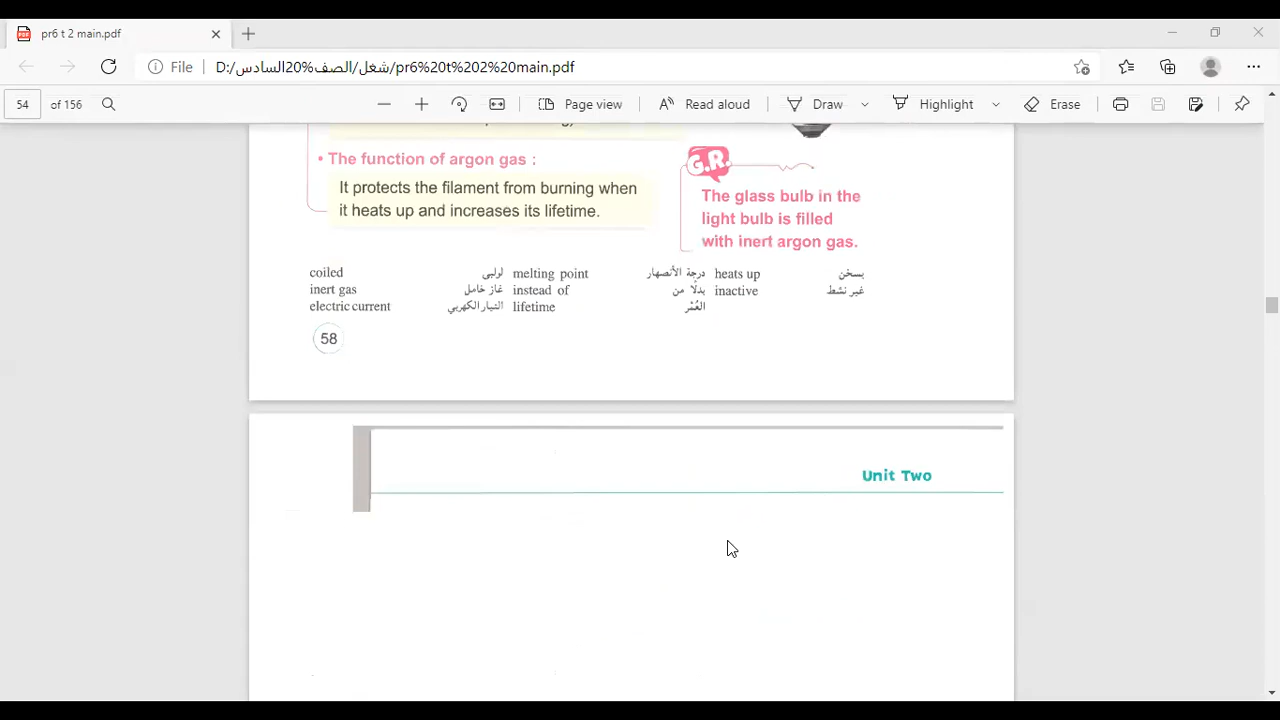 pr6 t 2 main.pdf
File
D:/شغل/الصف%20السادس/pr6%20t%202%20main.pdf
54 of 156
Page view
Read aloud
Draw
Highlight
Erase
• The function of argon gas :
It protects the filament from burning when
it heats up and increases its lifetime.
G.R.
The glass bulb in the
light bulb is filled
with inert argon gas.
coiled لولبى melting point درجة الأنصهار heats up يسخن
inert gas غاز خامل instead of بدلًا من inactive غير نشط
electric current التيار الكهربي lifetime العُمْر
58
Unit Two